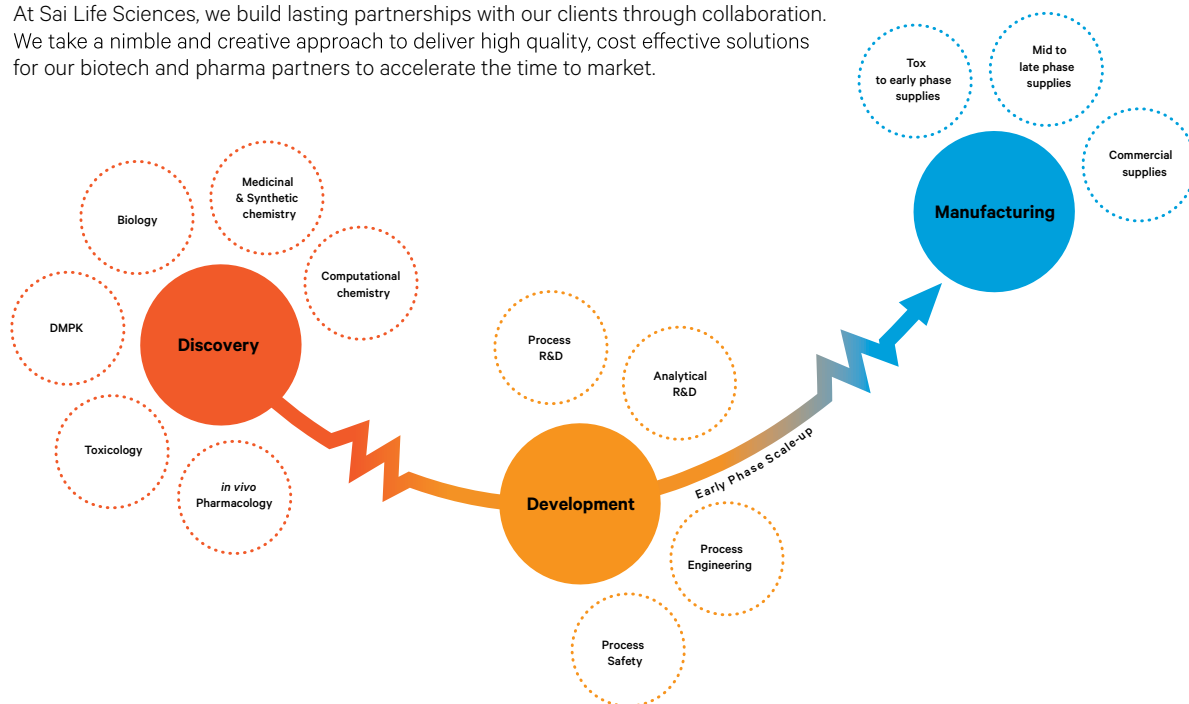 At Sai Life Sciences, we build lasting partnerships with our clients through collaboration.
We take a nimble and creative approach to deliver high quality, cost effective solutions
for our biotech and pharma partners to accelerate the time to market.
Tox
to early phase
supplies
Mid to
late phase
supplies
Commercial
supplies
Manufacturing
Medicinal
& Synthetic
chemistry
Biology
Computational
chemistry
DMPK
Discovery
Toxicology
in vivo
Pharmacology
Process
R&D
Analytical
R&D
Early Phase Scale-up
Development
Process
Engineering
Process
Safety